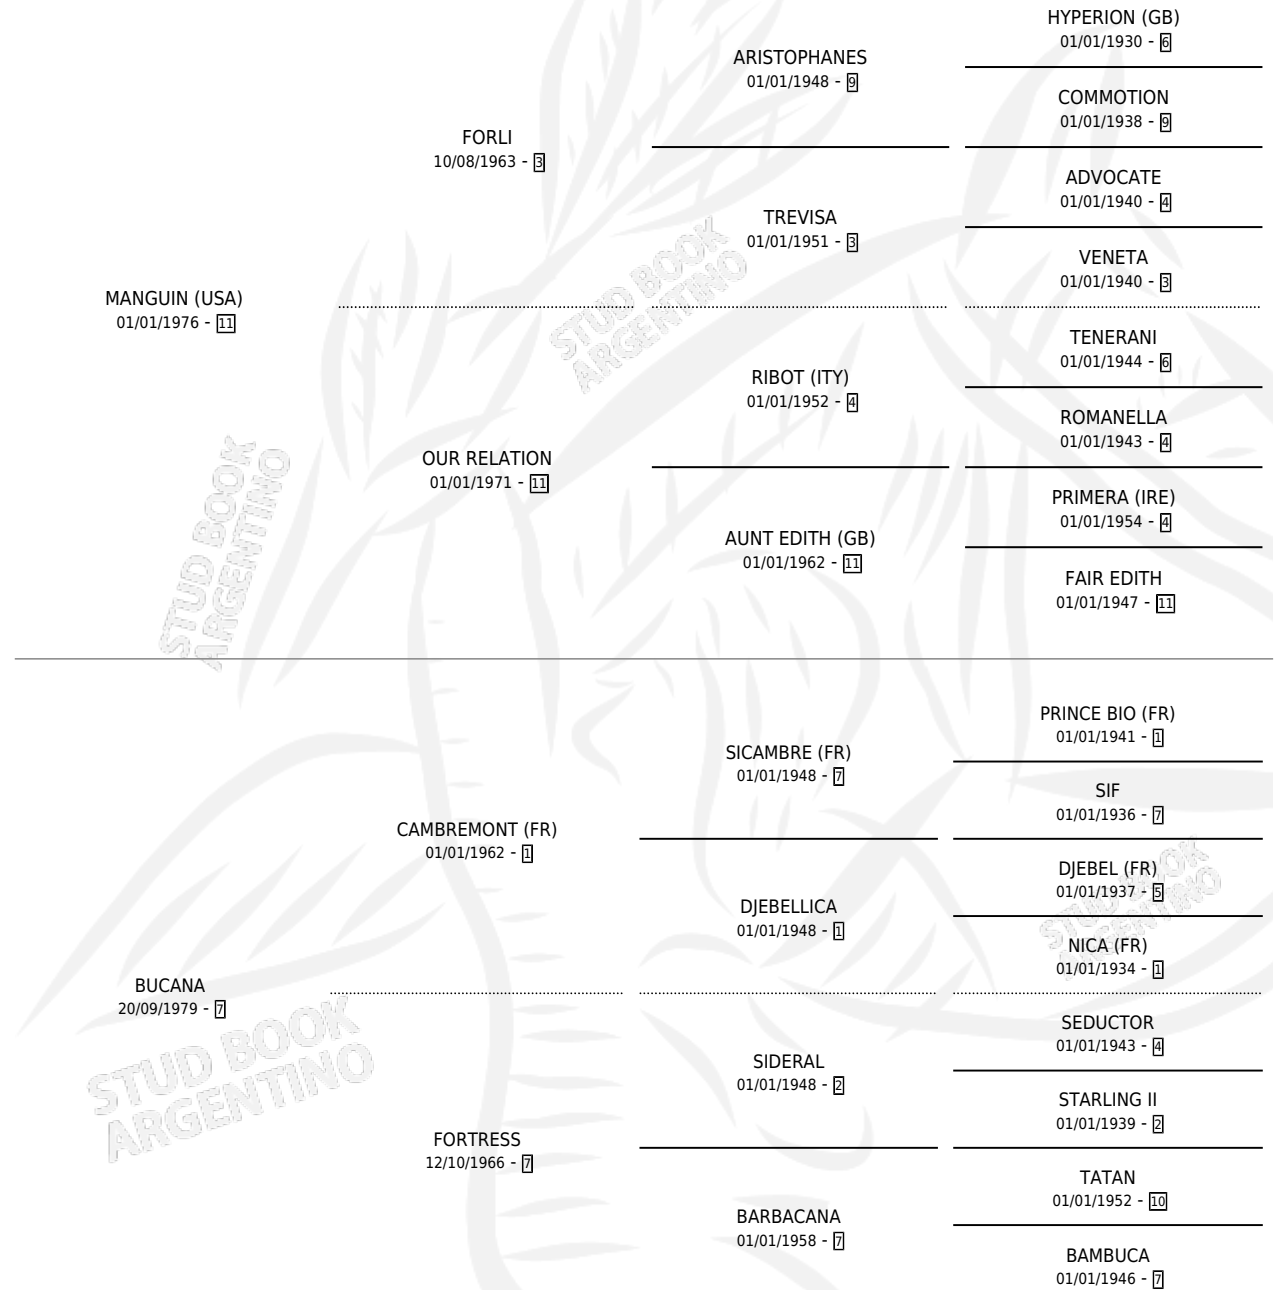 HYPERION (GB)
01/01/1930 - 6
ARISTOPHANES
01/01/1948 - 9
COMMOTION
01/01/1938 - 9
FORLI
10/08/1963 - 3
ADVOCATE
01/01/1940 - 4
TREVISA
01/01/1951 - 3
VENETA
01/01/1940 - 3
MANGUIN (USA)
01/01/1976 - 11
TENERANI
01/01/1944 - 6
RIBOT (ITY)
01/01/1952 - 4
ROMANELLA
01/01/1943 - 4
OUR RELATION
01/01/1971 - 11
PRIMERA (IRE)
01/01/1954 - 4
AUNT EDITH (GB)
01/01/1962 - 11
FAIR EDITH
01/01/1947 - 11
PRINCE BIO (FR)
01/01/1941 - 1
SICAMBRE (FR)
01/01/1948 - 7
SIF
01/01/1936 - 7
CAMBREMONT (FR)
01/01/1962 - 1
DJEBEL (FR)
01/01/1937 - 5
DJEBELLICA
01/01/1948 - 1
NICA (FR)
01/01/1934 - 1
BUCANA
20/09/1979 - 7
SEDUCTOR
01/01/1943 - 4
SIDERAL
01/01/1948 - 2
STARLING II
01/01/1939 - 2
FORTRESS
12/10/1966 - 7
TATAN
01/01/1952 - 10
BARBACANA
01/01/1958 - 7
BAMBUCA
01/01/1946 - 7
STUD BOOK
ARGENTINO
STUD BOOK
ARGENTINO
STUD BOOK
ARGENTINO
STUD BOOK
ARGENTINO